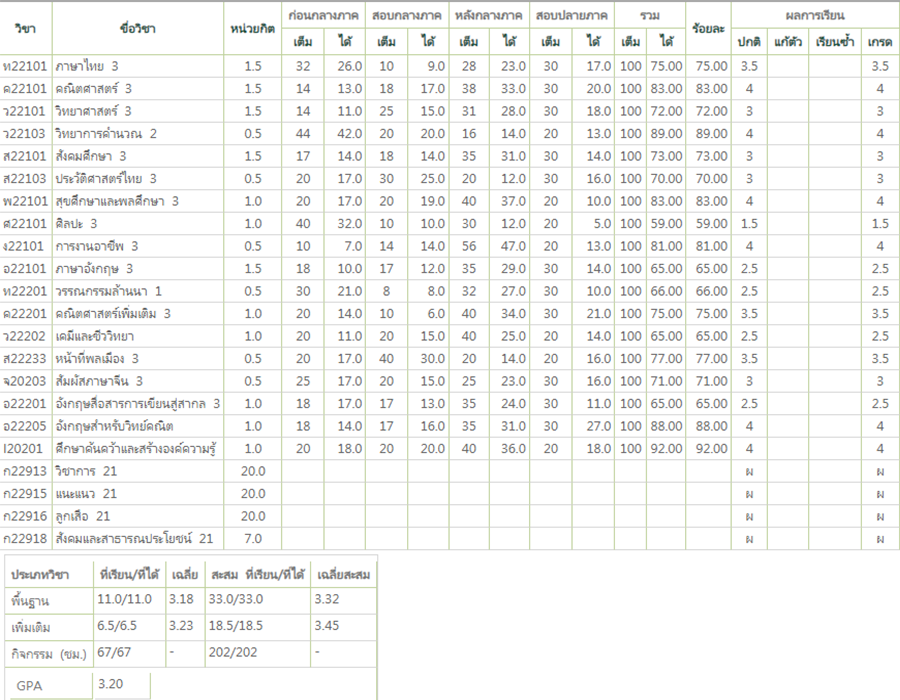 วิชา ชื่อวิชา หน่วยกิต ก่อนกลางภาค สอบกลางภาค หลังกลางภาค สอบปลายภาค รวม ร้อยละ ผลการเรียน
เต็ม ได้ เต็ม ได้ เต็ม ได้ เต็ม ได้ เต็ม ได้ ปกติ แก้ตัว เรียนซ้ำ เกรด
ท22101 ภาษาไทย 3 1.5 32 26.0 10 9.0 28 23.0 30 17.0 100 75.00 75.00 3.5 3.5
ค22101 คณิตศาสตร์ 3 1.5 14 13.0 18 17.0 38 33.0 30 20.0 100 83.00 83.00 4 4
ว22101 วิทยาศาสตร์ 3 1.5 14 11.0 25 15.0 31 28.0 30 18.0 100 72.00 72.00 3 3
ว22103 วิทยาการคำนวณ 2 0.5 44 42.0 20 20.0 16 14.0 20 13.0 100 89.00 89.00 4 4
ส22101 สังคมศึกษา 3 1.5 17 14.0 18 14.0 35 31.0 30 14.0 100 73.00 73.00 3 3
ส22103 ประวัติศาสตร์ไทย 3 0.5 20 17.0 30 25.0 20 12.0 30 16.0 100 70.00 70.00 3 3
พ22101 สุขศึกษาและพลศึกษา 3 1.0 20 17.0 20 19.0 40 37.0 20 10.0 100 83.00 83.00 4 4
ศ22101 ศิลปะ 3 1.0 40 32.0 10 10.0 30 12.0 20 5.0 100 59.00 59.00 1.5 1.5
ง22101 การงานอาชีพ 3 0.5 10 7.0 14 14.0 56 47.0 20 13.0 100 81.00 81.00 4 4
อ22101 ภาษาอังกฤษ 3 1.5 18 10.0 17 12.0 35 29.0 30 14.0 100 65.00 65.00 2.5 2.5
ท22201 วรรณกรรมล้านนา 1 0.5 30 21.0 8 8.0 32 27.0 30 10.0 100 66.00 66.00 2.5 2.5
ค22201 คณิตศาสตร์เพิ่มเติม 3 1.0 20 14.0 10 6.0 40 34.0 30 21.0 100 75.00 75.00 3.5 3.5
ว22202 เคมีและชีววิทยา 1.0 20 11.0 20 15.0 40 25.0 20 14.0 100 65.00 65.00 2.5 2.5
ส22233 หน้าที่พลเมือง 3 0.5 20 17.0 40 30.0 20 14.0 20 16.0 100 77.00 77.00 3.5 3.5
จ20203 สัมผัสภาษาจีน 3 0.5 25 17.0 20 15.0 25 23.0 30 16.0 100 71.00 71.00 3 3
อ22201 อังกฤษสื่อสารการเขียนสู่สากล 3 1.0 18 17.0 17 13.0 35 24.0 30 11.0 100 65.00 65.00 2.5 2.5
อ22205 อังกฤษสำหรับวิทย์คณิต 1.0 18 14.0 17 16.0 35 31.0 30 27.0 100 88.00 88.00 4 4
I20201 ศึกษาค้นคว้าและสร้างองค์ความรู้ 1.0 20 18.0 20 20.0 40 36.0 20 18.0 100 92.00 92.00 4 4
ก22913 วิชาการ 21 20.0 ผ ผ
ก22915 แนะแนว 21 20.0 ผ ผ
ก22916 ลูกเสือ 21 20.0 ผ ผ
ก22918 สังคมและสาธารณประโยชน์ 21 7.0 ผ ผ
ประเภทวิชา ที่เรียน/ที่ได้ เฉลี่ย สะสม ที่เรียน/ที่ได้ เฉลี่ยสะสม
พื้นฐาน 11.0/11.0 3.18 33.0/33.0 3.32
เพิ่มเติม 6.5/6.5 3.23 18.5/18.5 3.45
กิจกรรม (ชม.) 67/67 - 202/202 -
GPA 3.20